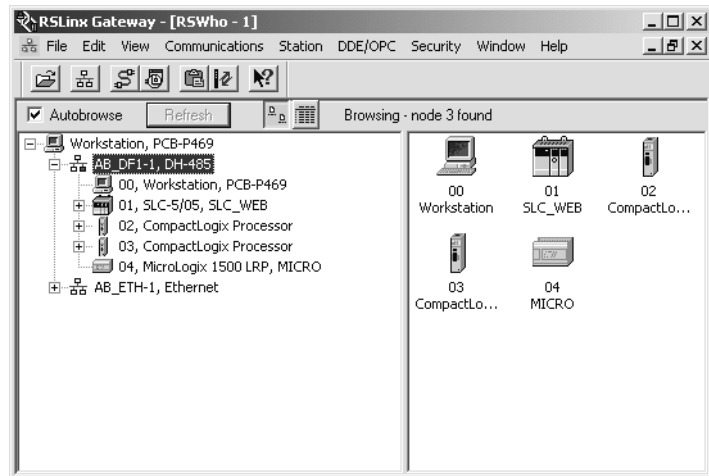 RSLinx Gateway - [RSWho - 1]
File Edit View Communications Station DDE/OPC Security Window Help
Autobrowse Refresh Browsing - node 3 found
Workstation, PCB-P469
AB_DF1-1, DH-485
00, Workstation, PCB-P469
01, SLC-5/05, SLC_WEB
02, CompactLogix Processor
03, CompactLogix Processor
04, MicroLogix 1500 LRP, MICRO
AB_ETH-1, Ethernet
00 01 02
Workstation SLC_WEB CompactLo...
03 04
CompactLo... MICRO